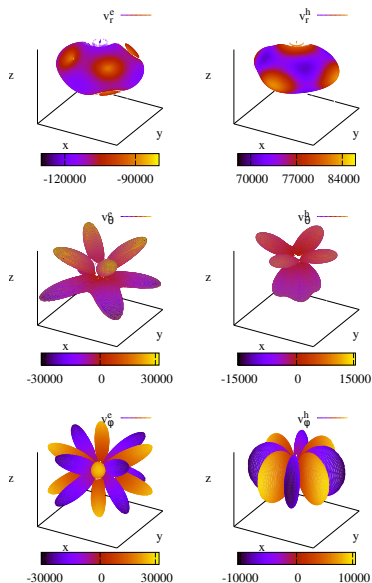 v_r^e v_r^h
z z
y y
x x
-120000 -90000 70000 77000 84000
v_θ^e v_θ^h
z z
y y
x x
-30000 0 30000 -15000 0 15000
v_φ^e v_φ^h
z z
y y
x x
-30000 0 30000 -10000 0 10000